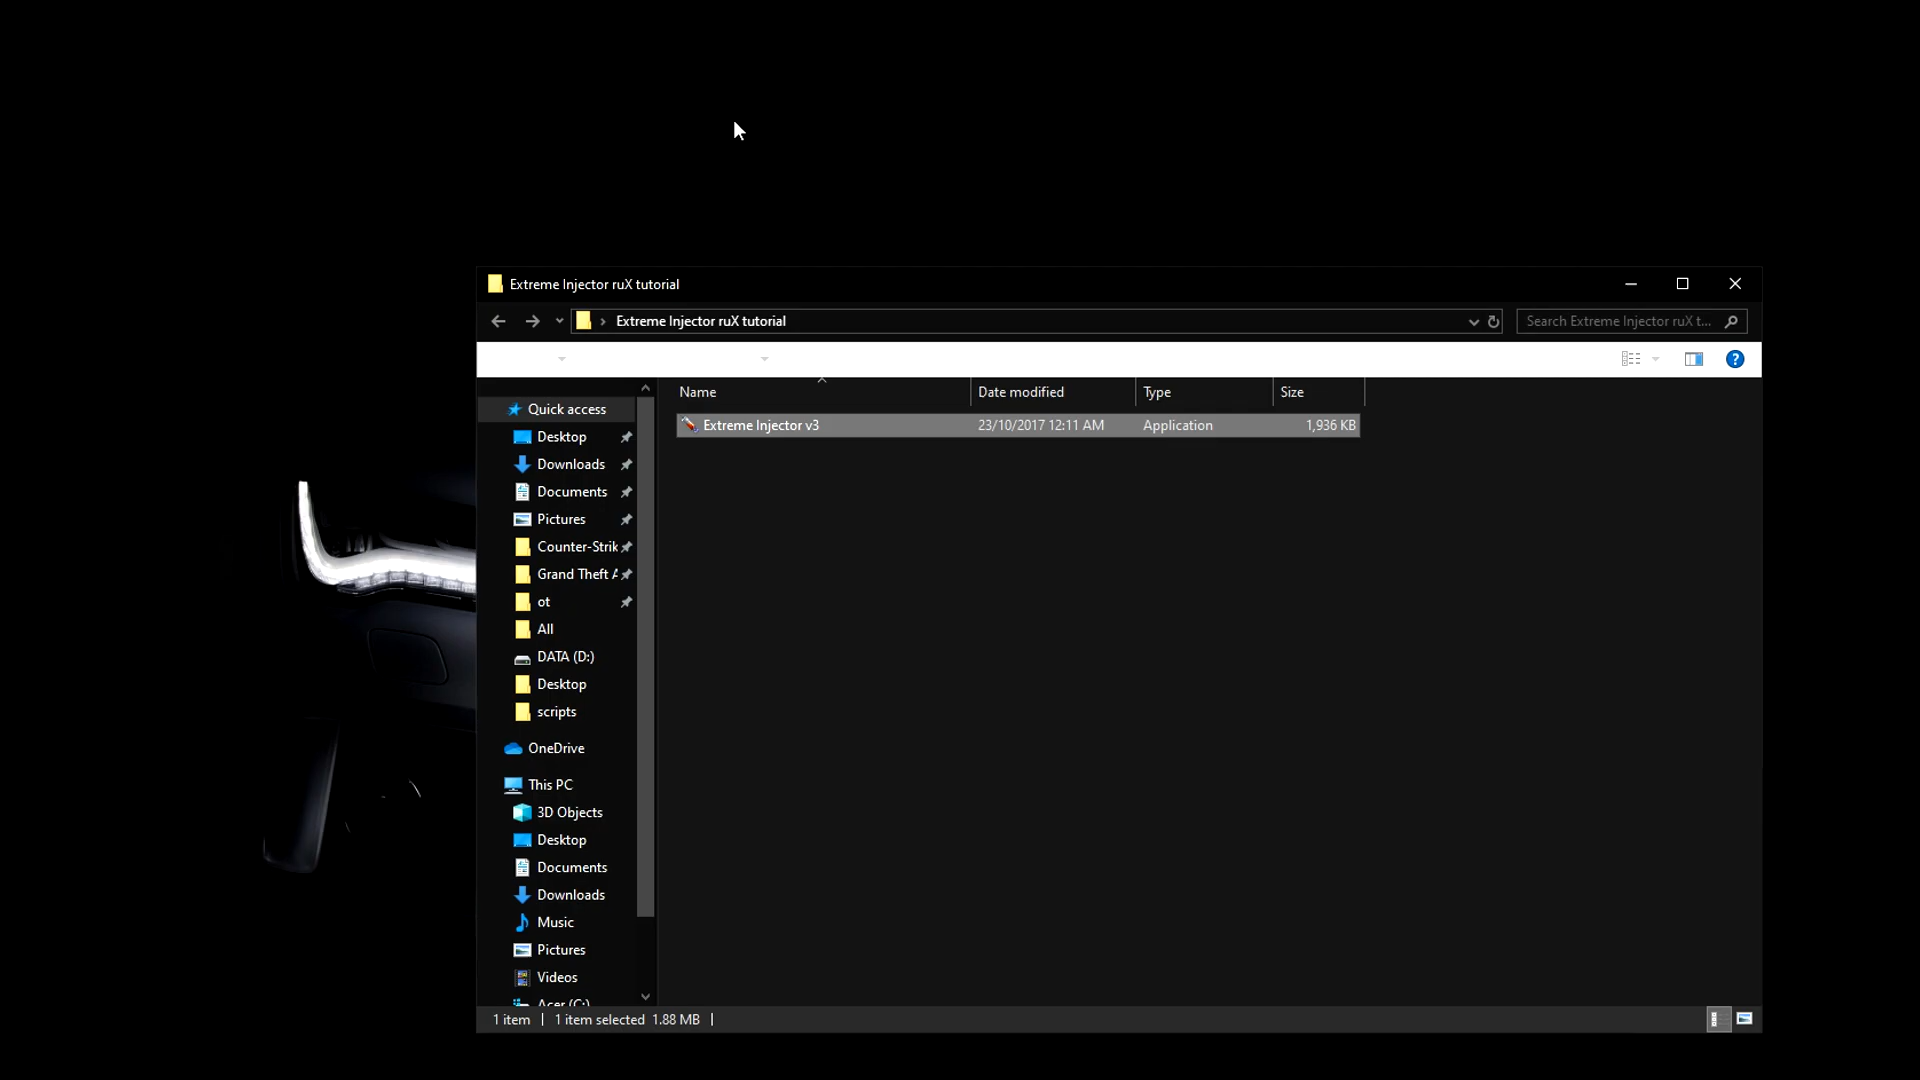 Extreme Injector ruX tutorial
Extreme Injector ruX tutorial
Search Extreme Injector ruX t...
Name
Date modified
Type
Size
Extreme Injector v3
23/10/2017 12:11 AM
Application
1,936 KB
Quick access
Desktop
Downloads
Documents
Pictures
Counter-Strik
Grand Theft A
ot
All
DATA (D:)
Desktop
scripts
OneDrive
This PC
3D Objects
Desktop
Documents
Downloads
Music
Pictures
Videos
Acer (C:)
1 item
1 item selected 1.88 MB